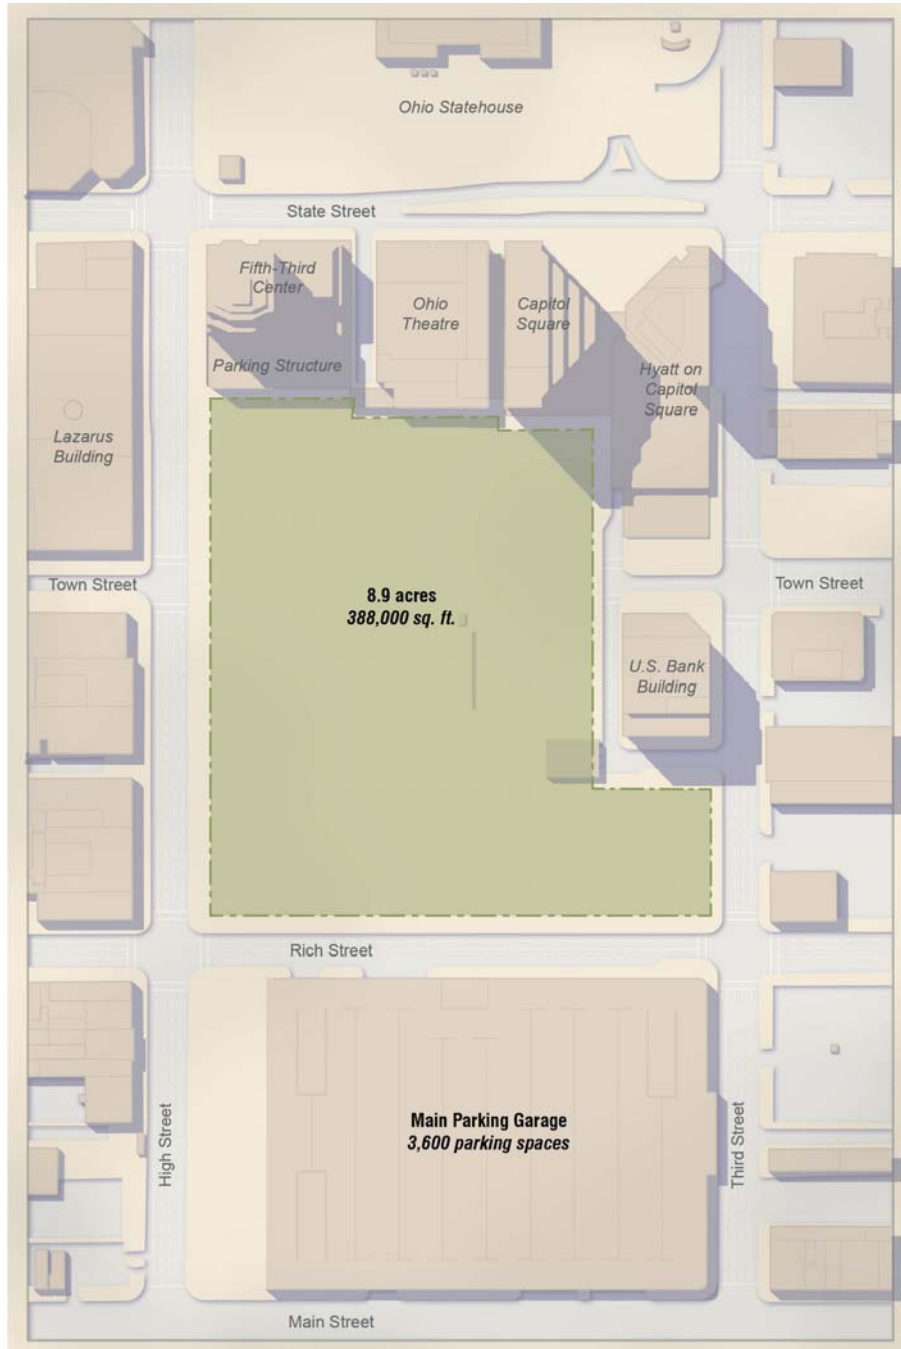 Ohio Statehouse
State Street
Fifth-Third
Center
Ohio
Theatre
Capitol
Square
Parking Structure
Hyatt on
Capitol
Square
Lazarus
Building
Town Street
8.9 acres
388,000 sq. ft.
Town Street
U.S. Bank
Building
Rich Street
High Street
Main Parking Garage
3,600 parking spaces
Third Street
Main Street